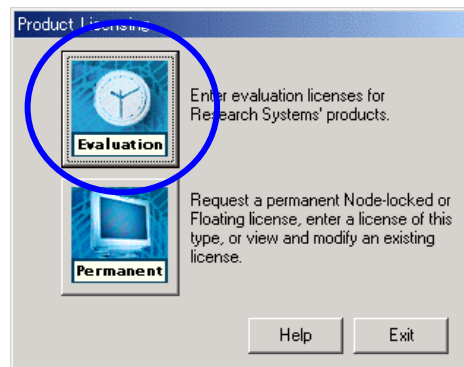 Product Licensing
Evaluation
Enter evaluation licenses for
Research Systems' products.
Permanent
Request a permanent Node-locked or
Floating license, enter a license of this
type, or view and modify an existing
license.
Help
Exit